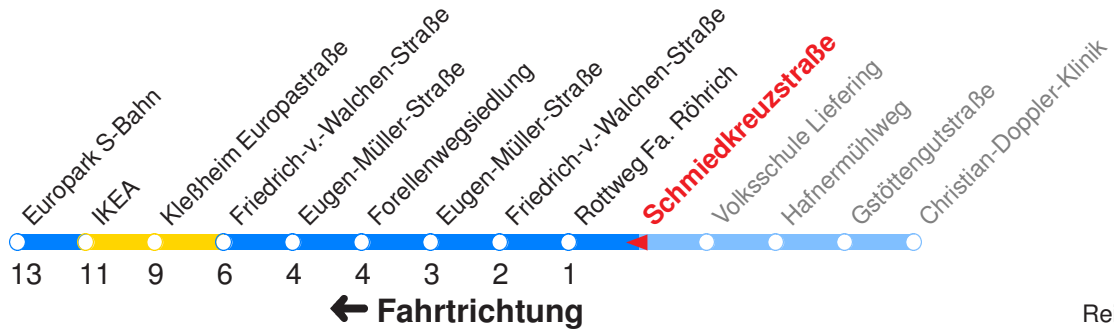 Europark S-Bahn
IKEA
Kleßheim Europastraße
Friedrich-v.-Walchen-Straße
Eugen-Müller-Straße
Forellenwegsiedlung
Eugen-Müller-Straße
Friedrich-v.-Walchen-Straße
Rottweg Fa. Röhrich
Schmiedkreuzstraße
Volksschule Liefering
Hafnermühlweg
Gstöttengutstraße
Christian-Doppler-Klinik
13 11 9 6 4 4 3 2 1
Fahrtrichtung
Re